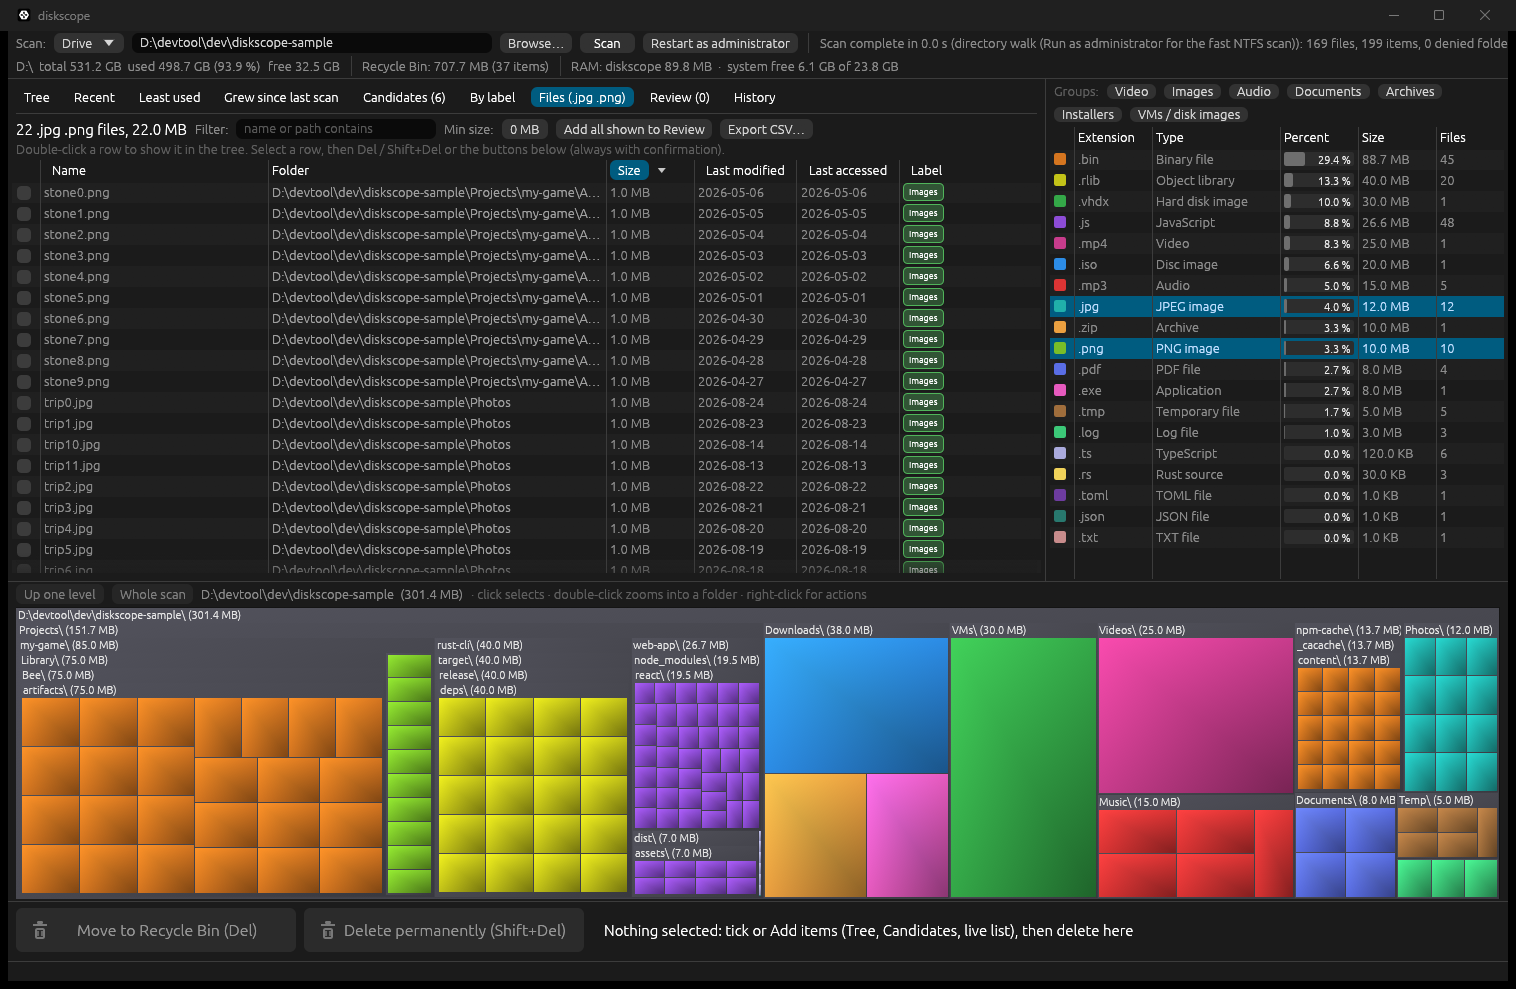 diskscope
Scan: Drive D:\devtool\dev\diskscope-sample Browse... Scan Restart as administrator Scan complete in 0.0 s (directory walk (Run as administrator for the fast NTFS scan)): 169 files, 199 items, 0 denied folde
D:\ total 531.2 GB used 498.7 GB (93.9 %) free 32.5 GB Recycle Bin: 707.7 MB (37 items) RAM: diskscope 89.8 MB · system free 6.1 GB of 23.8 GB
Tree Recent Least used Grew since last scan Candidates (6) By label Files (.jpg .png) Review (0) History
22 .jpg .png files, 22.0 MB Filter: name or path contains Min size: 0 MB Add all shown to Review Export CSV...
Double-click a row to show it in the tree. Select a row, then Del / Shift+Del or the buttons below (always with confirmation).
Name Folder Size Last modified Last accessed Label
stone0.png D:\devtool\dev\diskscope-sample\Projects\my-game\A... 1.0 MB 2026-05-06 2026-05-06 Images
stone1.png D:\devtool\dev\diskscope-sample\Projects\my-game\A... 1.0 MB 2026-05-05 2026-05-05 Images
stone2.png D:\devtool\dev\diskscope-sample\Projects\my-game\A... 1.0 MB 2026-05-04 2026-05-04 Images
stone3.png D:\devtool\dev\diskscope-sample\Projects\my-game\A... 1.0 MB 2026-05-03 2026-05-03 Images
stone4.png D:\devtool\dev\diskscope-sample\Projects\my-game\A... 1.0 MB 2026-05-02 2026-05-02 Images
stone5.png D:\devtool\dev\diskscope-sample\Projects\my-game\A... 1.0 MB 2026-05-01 2026-05-01 Images
stone6.png D:\devtool\dev\diskscope-sample\Projects\my-game\A... 1.0 MB 2026-04-30 2026-04-30 Images
stone7.png D:\devtool\dev\diskscope-sample\Projects\my-game\A... 1.0 MB 2026-04-29 2026-04-29 Images
stone8.png D:\devtool\dev\diskscope-sample\Projects\my-game\A... 1.0 MB 2026-04-28 2026-04-28 Images
stone9.png D:\devtool\dev\diskscope-sample\Projects\my-game\A... 1.0 MB 2026-04-27 2026-04-27 Images
trip0.jpg D:\devtool\dev\diskscope-sample\Photos 1.0 MB 2026-08-24 2026-08-24 Images
trip1.jpg D:\devtool\dev\diskscope-sample\Photos 1.0 MB 2026-08-23 2026-08-23 Images
trip10.jpg D:\devtool\dev\diskscope-sample\Photos 1.0 MB 2026-08-14 2026-08-14 Images
trip11.jpg D:\devtool\dev\diskscope-sample\Photos 1.0 MB 2026-08-13 2026-08-13 Images
trip2.jpg D:\devtool\dev\diskscope-sample\Photos 1.0 MB 2026-08-22 2026-08-22 Images
trip3.jpg D:\devtool\dev\diskscope-sample\Photos 1.0 MB 2026-08-21 2026-08-21 Images
trip4.jpg D:\devtool\dev\diskscope-sample\Photos 1.0 MB 2026-08-20 2026-08-20 Images
trip5.jpg D:\devtool\dev\diskscope-sample\Photos 1.0 MB 2026-08-19 2026-08-19 Images
trip6.jpg D:\devtool\dev\diskscope-sample\Photos 1.0 MB 2026-08-18 2026-08-18 Images
Groups: Video Images Audio Documents Archives
Installers VMs / disk images
Extension Type Percent Size Files
.bin Binary file 29.4 % 88.7 MB 45
.rlib Object library 13.3 % 40.0 MB 20
.vhdx Hard disk image 10.0 % 30.0 MB 1
.js JavaScript 8.8 % 26.6 MB 48
.mp4 Video 8.3 % 25.0 MB 1
.iso Disc image 6.6 % 20.0 MB 1
.mp3 Audio 5.0 % 15.0 MB 5
.jpg JPEG image 4.0 % 12.0 MB 12
.zip Archive 3.3 % 10.0 MB 1
.png PNG image 3.3 % 10.0 MB 10
.pdf PDF file 2.7 % 8.0 MB 4
.exe Application 2.7 % 8.0 MB 1
.tmp Temporary file 1.7 % 5.0 MB 5
.log Log file 1.0 % 3.0 MB 3
.ts TypeScript 0.0 % 120.0 KB 6
.rs Rust source 0.0 % 30.0 KB 3
.toml TOML file 0.0 % 1.0 KB 1
.json JSON file 0.0 % 1.0 KB 1
.txt TXT file 0.0 % 1.0 KB 1
Up one level Whole scan D:\devtool\dev\diskscope-sample (301.4 MB) · click selects · double-click zooms into a folder · right-click for actions
D:\devtool\dev\diskscope-sample\ (301.4 MB)
Projects\ (151.7 MB)
my-game\ (85.0 MB)
Library\ (75.0 MB)
Bee\ (75.0 MB)
artifacts\ (75.0 MB)
rust-cli\ (40.0 MB)
target\ (40.0 MB)
release\ (40.0 MB)
deps\ (40.0 MB)
web-app\ (26.7 MB)
node_modules\ (19.5 MB)
react\ (19.5 MB)
dist\ (7.0 MB)
assets\ (7.0 MB)
Downloads\ (38.0 MB)
VMs\ (30.0 MB)
Videos\ (25.0 MB)
Music\ (15.0 MB)
npm-cache\ (13.7 MB)
_cacache\ (13.7 MB)
content\ (13.7 MB)
Photos\ (12.0 MB)
Documents\ (8.0 MB
Temp\ (5.0 MB)
Move to Recycle Bin (Del) Delete permanently (Shift+Del) Nothing selected: tick or Add items (Tree, Candidates, live list), then delete here